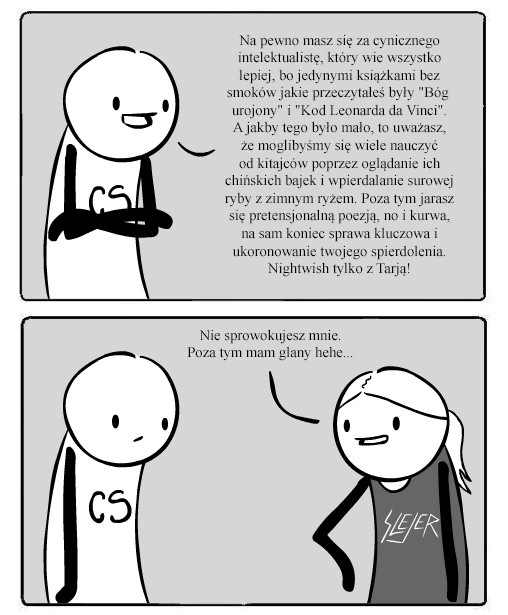 Na pewno masz się za cynicznego
intelektualistę, który wie wszystko
lepiej, bo jedynymi książkami bez
smoków jakie przeczytałeś były "Bóg
urojony" i "Kod Leonarda da Vinci".
A jakby tego było mało, to uważasz,
że moglibyśmy się wiele nauczyć
od kitajców poprzez oglądanie ich
chińskich bajek i wpierdalanie surowej
ryby z zimnym ryżem. Poza tym jarasz
się pretensjonalną poezją, no i kurwa,
na sam koniec sprawa kluczowa i
ukoronowanie twojego spierdolenia.
Nightwish tylko z Tarją!
CS
Nie sprowokujesz mnie.
Poza tym mam glany hehe...
CS
SLEJER